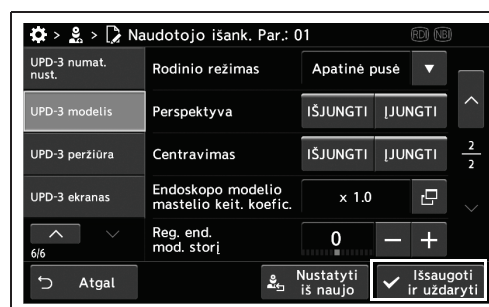 > > Naudotojo išank. Par.: 01 RDI NBI
UPD-3 numat.
nust.
Rodinio režimas Apatinė pusė ▼
UPD-3 modelis
Perspektyva IŠJUNGTI ĮJUNGTI
UPD-3 peržiūra
Centravimas IŠJUNGTI ĮJUNGTI
2
2
UPD-3 ekranas
Endoskopo modelio
mastelio keit. koefic. x 1.0
6/6
Reg. end.
mod. storį 0 − +
Atgal
Nustatyti
iš naujo
Išsaugoti
ir uždaryti